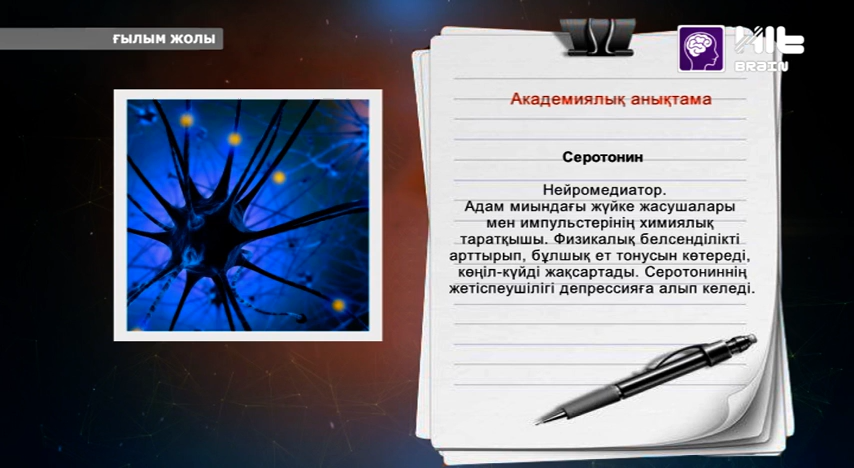 ҒЫЛЫМ ЖОЛЫ
BRAIN
Академиялық анықтама
Серотонин
Нейромедиатор.
Адам миындағы жүйке жасушалары
мен импульстерінің химиялық
таратқышы. Физикалық белсенділікті
арттырып, бұлшық ет тонусын көтереді,
көңіл-күйді жақсартады. Серотониннің
жетіспеушілігі депрессияға алып келеді.